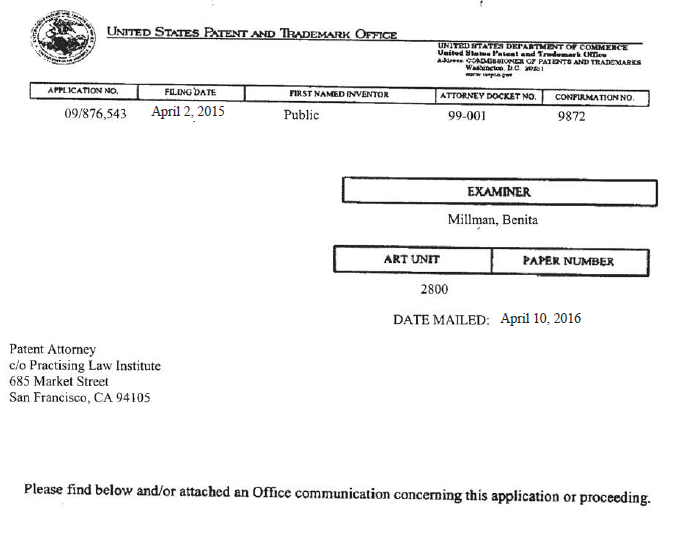 UNITED STATES PATENT AND TRADEMARK OFFICE
UNITED STATES DEPARTMENT OF COMMERCE
United States Patent and Trademark Office
Address: COMMISSIONER OF PATENTS AND TRADEMARKS
Washington, D.C. 20231
www.uspto.gov
APPLICATION NO. FILING DATE FIRST NAMED INVENTOR ATTORNEY DOCKET NO. CONFIRMATION NO.
09/876,543 April 2, 2015 Public 99-001 9872
EXAMINER
Millman, Benita
ART UNIT PAPER NUMBER
2800
DATE MAILED: April 10, 2016
Patent Attorney
c/o Practising Law Institute
685 Market Street
San Francisco, CA 94105
Please find below and/or attached an Office communication concerning this application or proceeding.